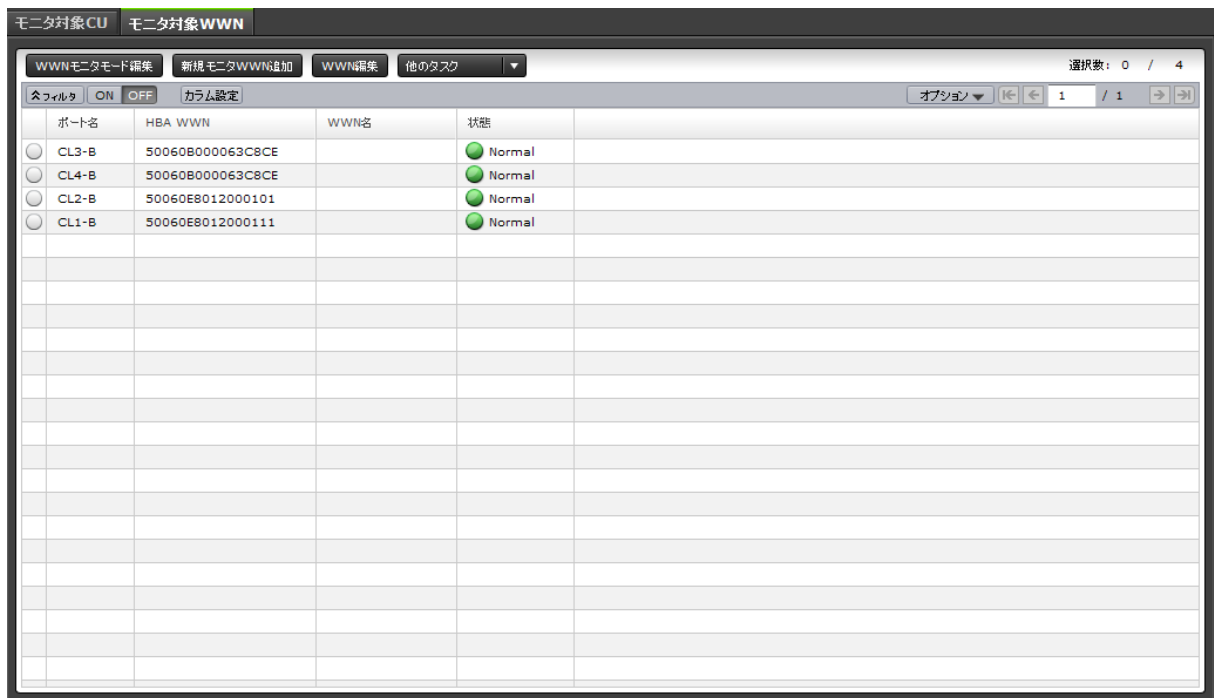 モニタ対象CU モニタ対象WWN
WWNモニタモード編集 新規モニタWWN追加 WWN編集 他のタスク 選択数: 0 / 4
フィルタ ON OFF カラム設定 オプション 1 / 1
ポート名 HBA WWN WWN名 状態
CL3-B 50060B000063C8CE Normal
CL4-B 50060B000063C8CE Normal
CL2-B 50060E8012000101 Normal
CL1-B 50060E8012000111 Normal